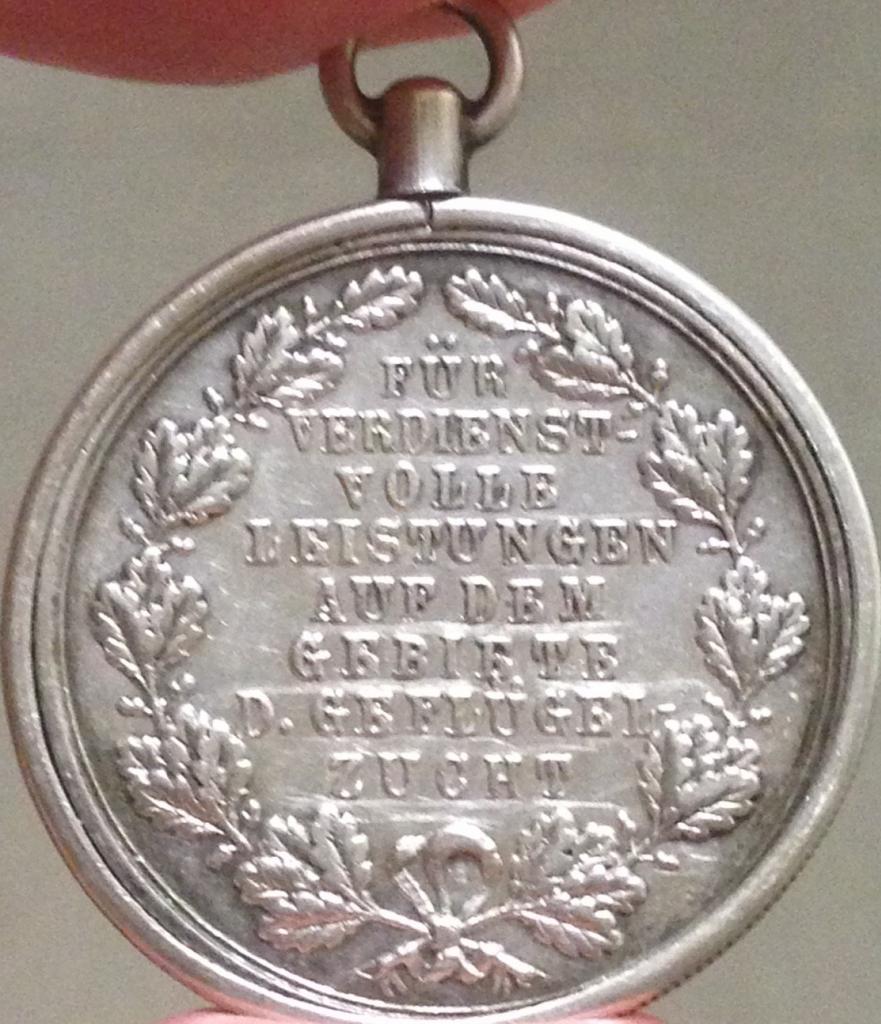 FÜR
VERDIENST-
VOLLE
LEISTUNGEN
AUF DEM
GEBIETE
D. GEFLÜGEL-
ZUCHT